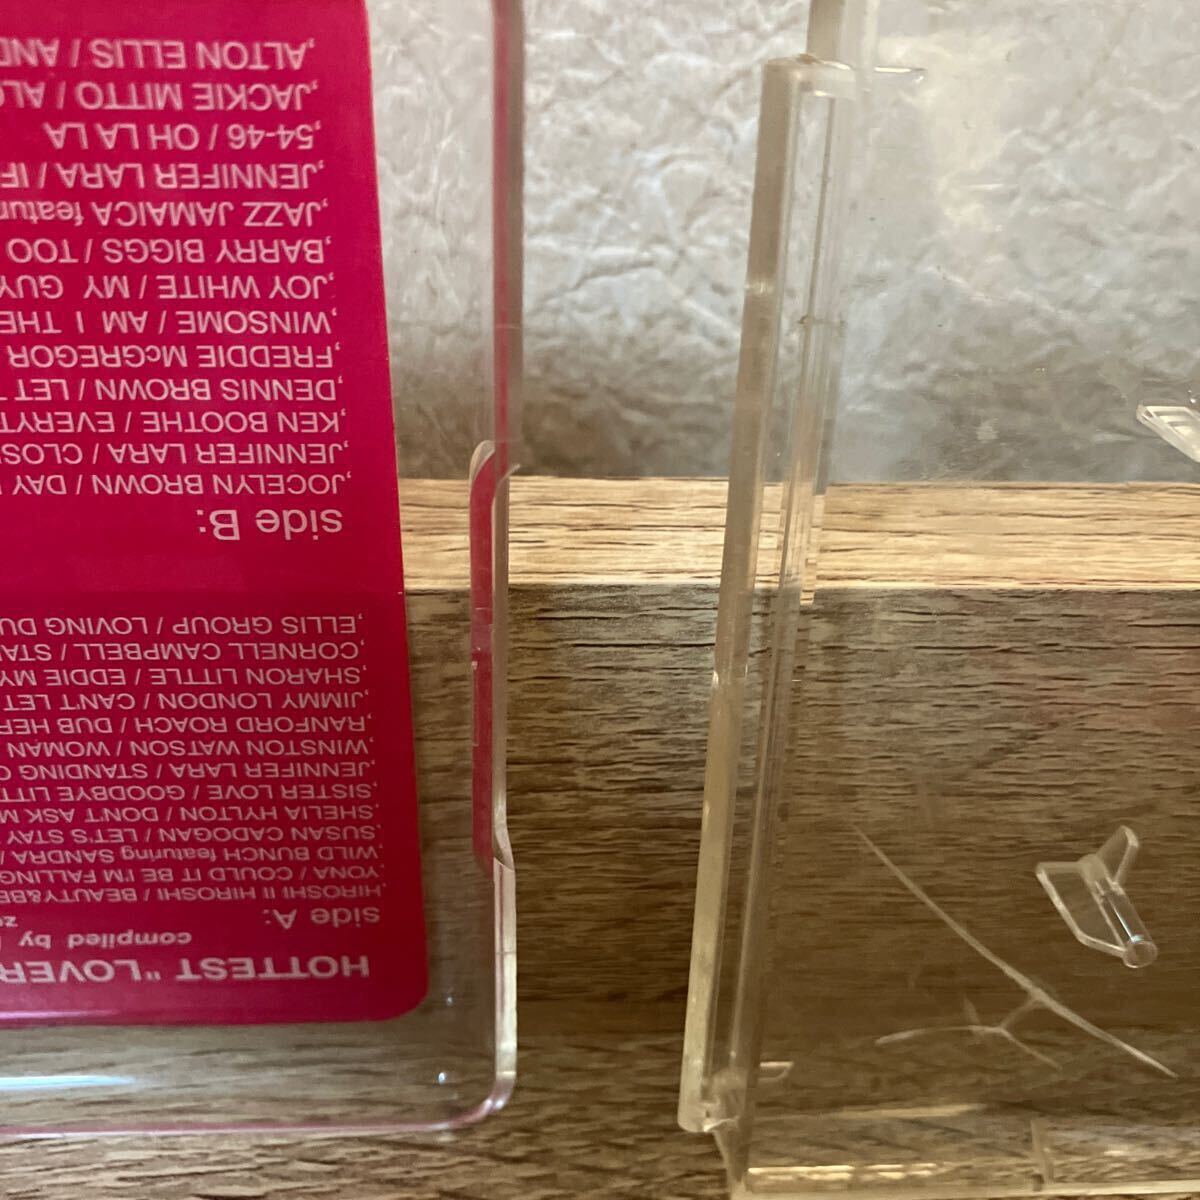 HOTTEST "LOVER
compiled by
side A:
HIROSHI II HIROSHI / BEAUTY&BE
YONA / COULD IT BE I'M FALLING
,WILD BUNCH featuring SANDRA /
,SUSAN CADOGAN / LET'S STAY
,SHELIA HYLTON / DON'T ASK M
,SISTER LOVE / GOODBYE LITT
,JENNIFER LARA / STANDING O
,WINSTON WATSON / WOMAN
,RANFORD ROACH / DUB HER
,JIMMY LONDON / CAN'T LET
,SHARON LITTLE / EDDIE MY
,CORNELL CAMPBELL / STAR
,ELLIS GROUP / LOVING DU
side B:
,JOCELYN BROWN / DAY
,JENNIFER LARA / CLOS
,KEN BOOTHE / EVERYT
,DENNIS BROWN / LET
,FREDDIE McGREGOR
,WINSOME / AM I THE
,JOY WHITE / MY GUY
,BARRY BIGGS / TOO
,JAZZ JAMAICA featur
,JENNIFER LARA / IF
,54-46 / OH LA LA
,JACKIE MITTO / ALO
,ALTON ELLIS / AND